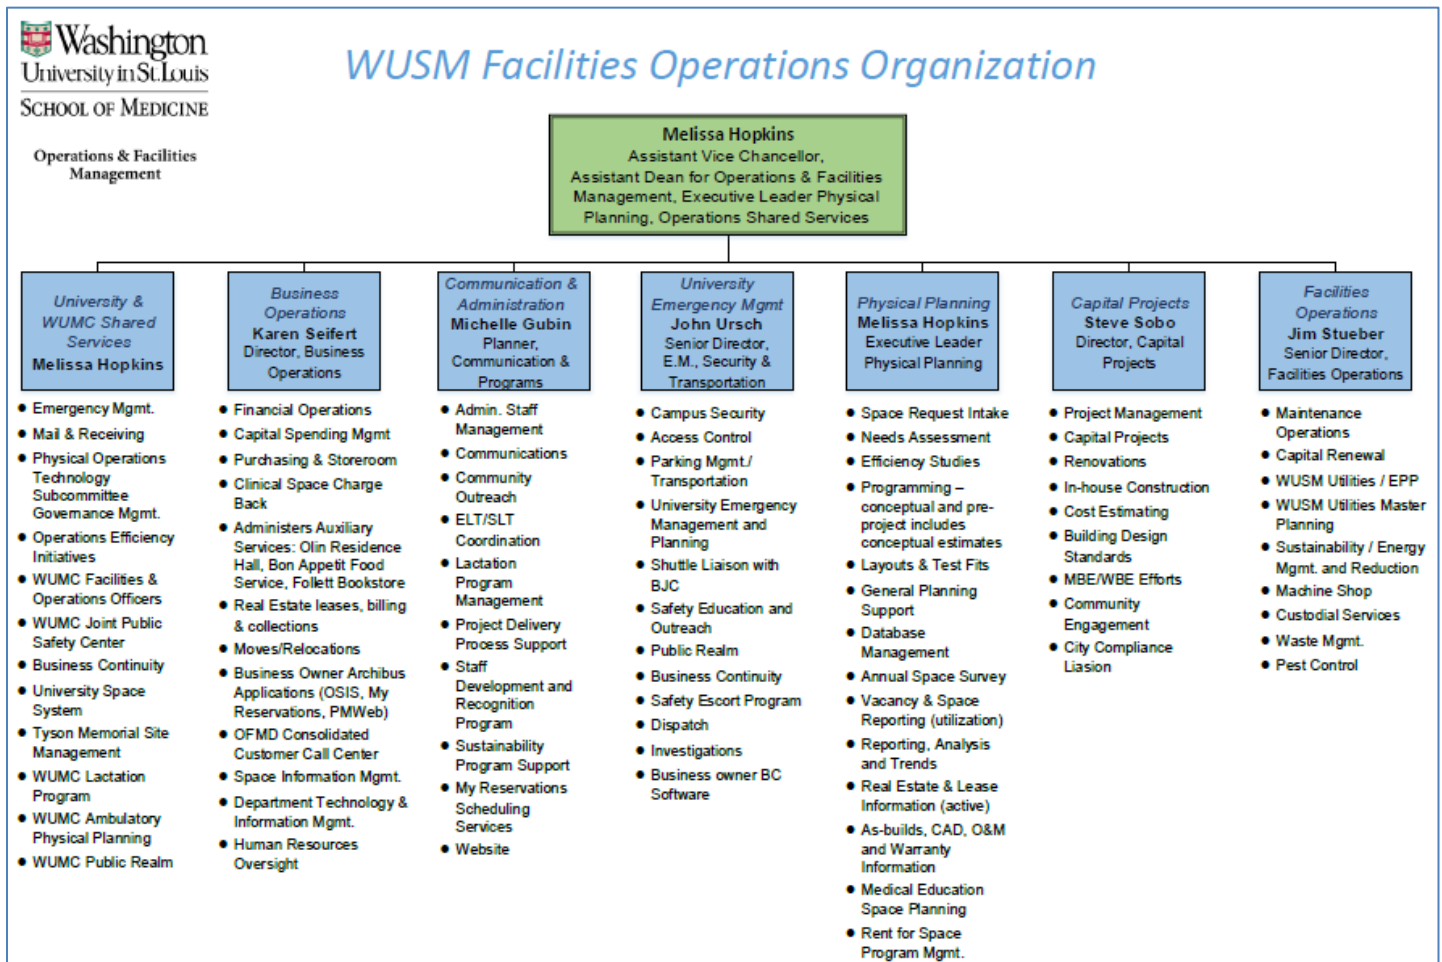 Washington
University in St. Louis
SCHOOL OF MEDICINE
Operations & Facilities
Management
WUSM Facilities Operations Organization
Melissa Hopkins
Assistant Vice Chancellor,
Assistant Dean for Operations & Facilities
Management, Executive Leader Physical
Planning, Operations Shared Services
University &
WUMC Shared
Services
Melissa Hopkins
● Emergency Mgmt.
● Mail & Receiving
● Physical Operations
Technology
Subcommittee
Governance Mgmt.
● Operations Efficiency
Initiatives
● WUMC Facilities &
Operations Officers
● WUMC Joint Public
Safety Center
● Business Continuity
● University Space
System
● Tyson Memorial Site
Management
● WUMC Lactation
Program
● WUMC Ambulatory
Physical Planning
● WUMC Public Realm
Business
Operations
Karen Seifert
Director, Business
Operations
● Financial Operations
● Capital Spending Mgmt
● Purchasing & Storeroom
● Clinical Space Charge
Back
● Administers Auxiliary
Services: Olin Residence
Hall, Bon Appetit Food
Service, Follett Bookstore
● Real Estate leases, billing
& collections
● Moves/Relocations
● Business Owner Archibus
Applications (OSIS, My
Reservations, PMWeb)
● OFMD Consolidated
Customer Call Center
● Space Information Mgmt.
● Department Technology &
Information Mgmt.
● Human Resources
Oversight
Communication &
Administration
Michelle Gubin
Planner,
Communication &
Programs
● Admin. Staff
Management
● Communications
● Community
Outreach
● ELT/SLT
Coordination
● Lactation
Program
Management
● Project Delivery
Process Support
● Staff
Development and
Recognition
Program
● Sustainability
Program Support
● My Reservations
Scheduling
Services
● Website
University
Emergency Mgmt
John Ursch
Senior Director,
E.M., Security &
Transportation
● Campus Security
● Access Control
● Parking Mgmt./
Transportation
● University Emergency
Management and
Planning
● Shuttle Liaison with
BJC
● Safety Education and
Outreach
● Public Realm
● Business Continuity
● Safety Escort Program
● Dispatch
● Investigations
● Business owner BC
Software
Physical Planning
Melissa Hopkins
Executive Leader
Physical Planning
● Space Request Intake
● Needs Assessment
● Efficiency Studies
● Programming –
conceptual and pre-
project includes
conceptual estimates
● Layouts & Test Fits
● General Planning
Support
● Database
Management
● Annual Space Survey
● Vacancy & Space
Reporting (utilization)
● Reporting, Analysis
and Trends
● Real Estate & Lease
Information (active)
● As-builds, CAD, O&M
and Warranty
Information
● Medical Education
Space Planning
● Rent for Space
Program Mgmt.
Capital Projects
Steve Sobo
Director, Capital
Projects
● Project Management
● Capital Projects
● Renovations
● In-house Construction
● Cost Estimating
● Building Design
Standards
● MBE/WBE Efforts
● Community
Engagement
● City Compliance
Liasion
Facilities
Operations
Jim Stueber
Senior Director,
Facilities Operations
● Maintenance
Operations
● Capital Renewal
● WUSM Utilities / EPP
● WUSM Utilities Master
Planning
● Sustainability / Energy
Mgmt. and Reduction
● Machine Shop
● Custodial Services
● Waste Mgmt.
● Pest Control